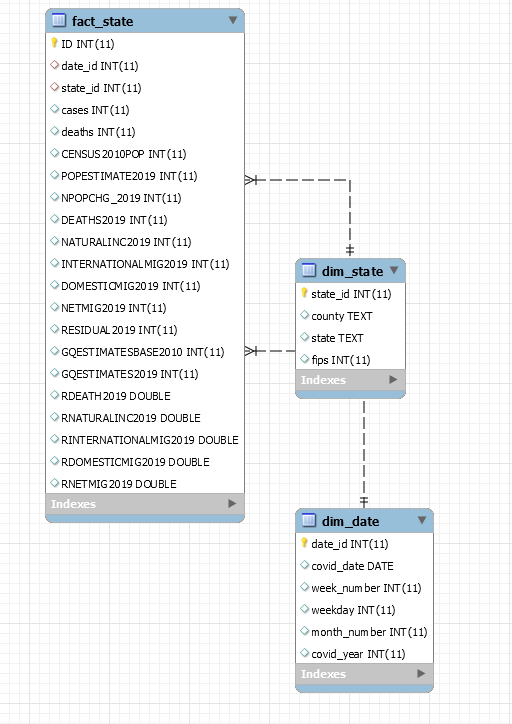 fact_state
ID INT(11)
date_id INT(11)
state_id INT(11)
cases INT(11)
deaths INT(11)
CENSUS2010POP INT(11)
POPESTIMATE2019 INT(11)
NPOPCHG_2019 INT(11)
DEATHS2019 INT(11)
NATURALINC2019 INT(11)
INTERNATIONALMIG2019 INT(11)
DOMESTICMIG2019 INT(11)
NETMIG2019 INT(11)
RESIDUAL2019 INT(11)
GQESTIMATESBASE2010 INT(11)
GQESTIMATES2019 INT(11)
RDEATH2019 DOUBLE
RNATURALINC2019 DOUBLE
RINTERNATIONALMIG2019 DOUBLE
RDOMESTICMIG2019 DOUBLE
RNETMIG2019 DOUBLE
Indexes
dim_state
state_id INT(11)
county TEXT
state TEXT
fips INT(11)
Indexes
dim_date
date_id INT(11)
covid_date DATE
week_number INT(11)
weekday INT(11)
month_number INT(11)
covid_year INT(11)
Indexes